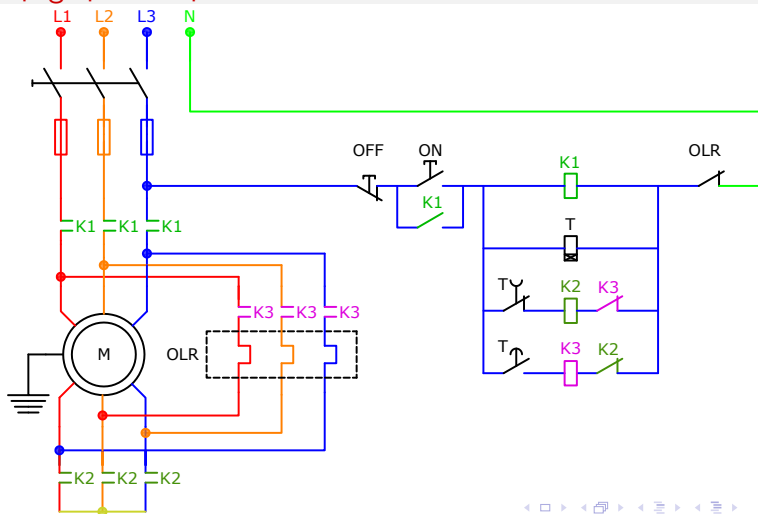 L1 L2 L3 N
OFF ON K1 OLR
K1
K1 K1 K1
T
T K2 K3
K3 K3 K3
M OLR
T K3 K2
K2 K2 K2